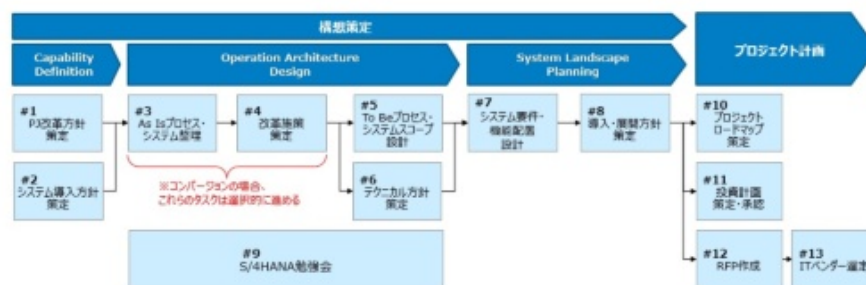 構想策定
プロジェクト計画
Capability
Definition
Operation Architecture
Design
System Landscape
Planning
#1
PJ改革方針
策定
#2
システム導入方針
策定
#3
As Isプロセス・
システム整理
#4
改革施策
策定
※コンバージョンの場合、
これらのタスクは選択的に進める
#5
To Beプロセス・
システムスコープ
設計
#6
テクニカル方針
策定
#7
システム要件・
機能配置
設計
#8
導入・展開方針
策定
#9
S/4HANA勉強会
#10
プロジェクト
ロードマップ
策定
#11
投資計画
策定・承認
#12
RFP作成
#13
ITベンダー選定